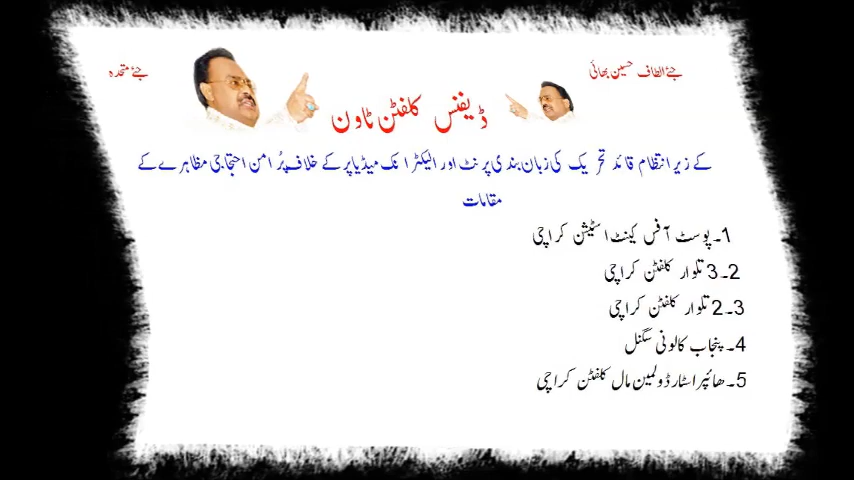 جئے الطاف حسین بھائی
جئے متحدہ
ڈیفنس کلفٹن ٹاون
کے زیر انتظام قائد تحریک کی زبان بندی پرنٹ اور الیکٹرانک میڈیا پر کے خلاف پُر امن احتجاجی مظاہرے کے
مقامات
1۔ پوسٹ آفس کینٹ اسٹیشن کراچی
2۔ 3 تلوار کلفٹن کراچی
3۔ 2 تلوار کلفٹن کراچی
4۔ پنجاب کالونی سگنل
5۔ ھائپر اسٹار ڈولمین مال کلفٹن کراچی